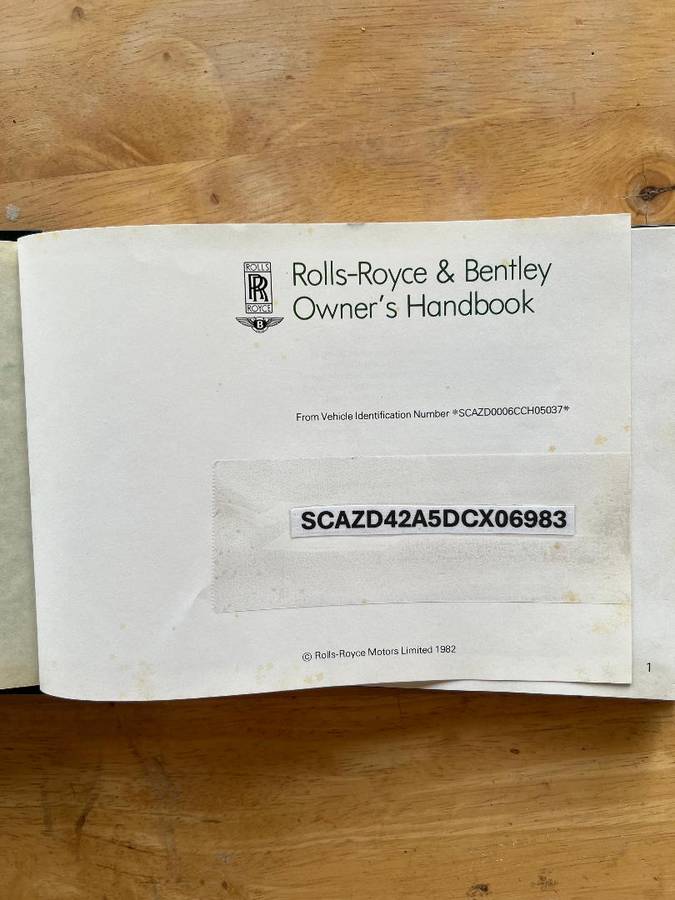 ROLLS
RR
ROYCE
B
Rolls-Royce & Bentley
Owner's Handbook
From Vehicle Identification Number *SCAZD0006CCH05037*
SCAZD42A5DCX06983
© Rolls-Royce Motors Limited 1982
1